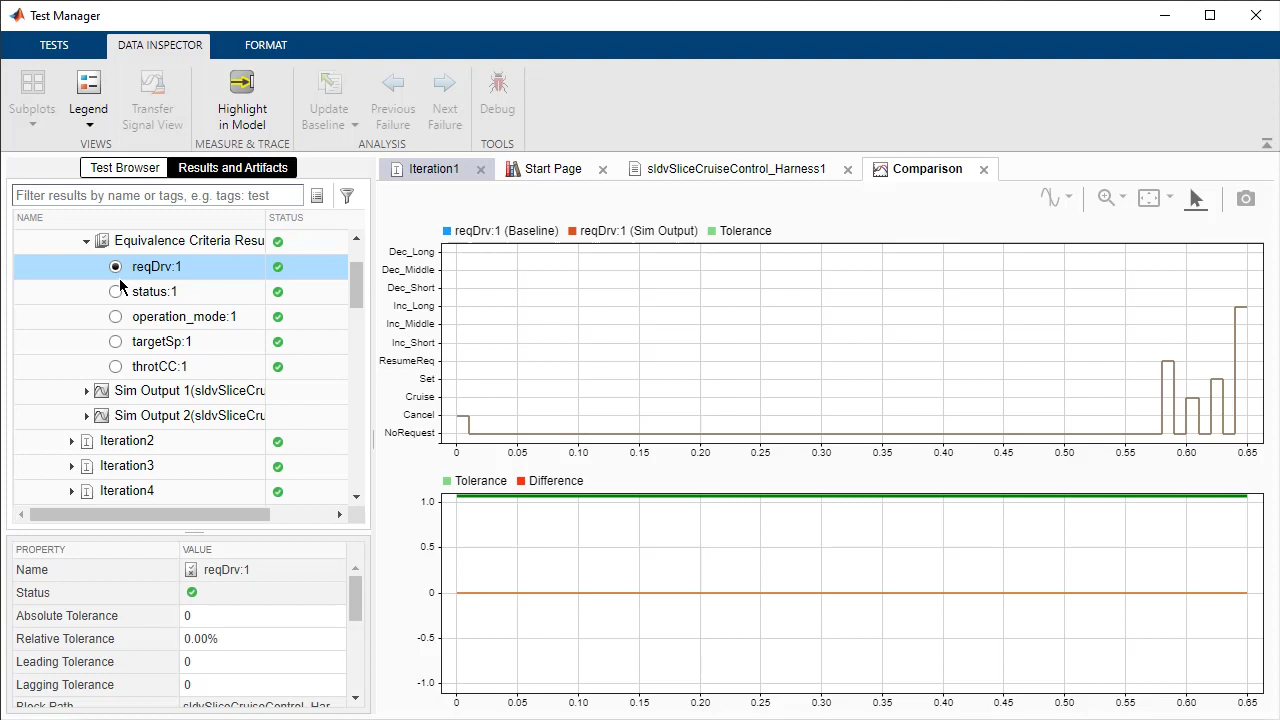 Test Manager
TESTS
DATA INSPECTOR
FORMAT
Subplots
Legend
Transfer
Signal View
Highlight
in Model
Update
Baseline
Previous
Failure
Next
Failure
Debug
VIEWS
MEASURE & TRACE
ANALYSIS
TOOLS
Test Browser
Results and Artifacts
Filter results by name or tags, e.g. tags: test
NAME STATUS
Equivalence Criteria Resu
reqDrv:1
status:1
operation_mode:1
targetSp:1
throtCC:1
Sim Output 1(sldvSliceCru
Sim Output 2(sldvSliceCru
Iteration2
Iteration3
Iteration4
PROPERTY VALUE
Name reqDrv:1
Status
Absolute Tolerance 0
Relative Tolerance 0.00%
Leading Tolerance 0
Lagging Tolerance 0
Block Path sldvSliceCruiseControl_Har
Iteration1
Start Page
sldvSliceCruiseControl_Harness1
Comparison
reqDrv:1 (Baseline) reqDrv:1 (Sim Output) Tolerance
Dec_Long
Dec_Middle
Dec_Short
Inc_Long
Inc_Middle
Inc_Short
ResumeReq
Set
Cruise
Cancel
NoRequest
0 0.05 0.10 0.15 0.20 0.25 0.30 0.35 0.40 0.45 0.50 0.55 0.60 0.65
Tolerance Difference
1.0
0.5
0
-0.5
-1.0
0 0.05 0.10 0.15 0.20 0.25 0.30 0.35 0.40 0.45 0.50 0.55 0.60 0.65